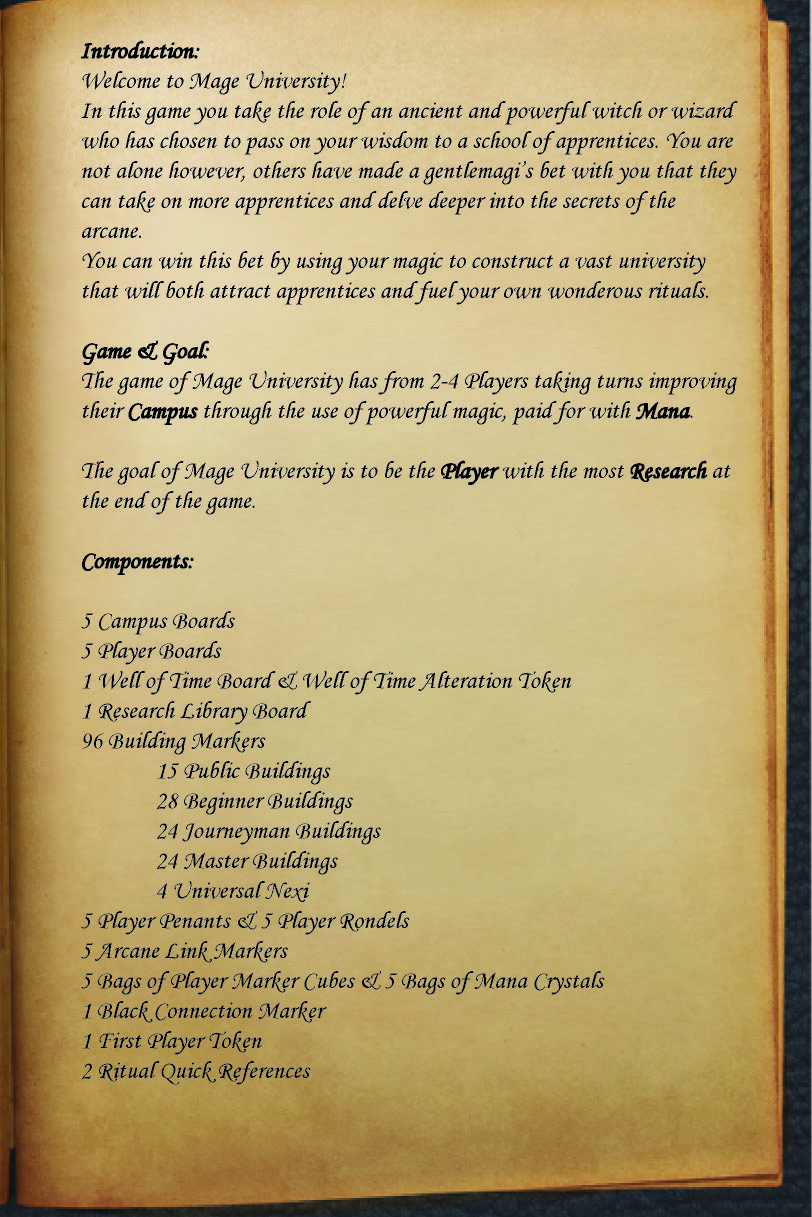 Introduction:
Welcome to Mage University!
In this game you take the role of an ancient and powerful witch or wizard
who has chosen to pass on your wisdom to a school of apprentices. You are
not alone however, others have made a gentlemagi's bet with you that they
can take on more apprentices and delve deeper into the secrets of the
arcane.
You can win this bet by using your magic to construct a vast university
that will both attract apprentices and fuel your own wonderous rituals.
Game & Goal:
The game of Mage University has from 2-4 Players taking turns improving
their Campus through the use of powerful magic, paid for with Mana.
The goal of Mage University is to be the Player with the most Research at
the end of the game.
Components:
5 Campus Boards
5 Player Boards
1 Well of Time Board & Well of Time Alteration Token
1 Research Library Board
96 Building Markers
15 Public Buildings
28 Beginner Buildings
24 Journeyman Buildings
24 Master Buildings
4 Universal Nexi
5 Player Penants & 5 Player Rondels
5 Arcane Link Markers
5 Bags of Player Marker Cubes & 5 Bags of Mana Crystals
1 Black Connection Marker
1 First Player Token
2 Ritual Quick References